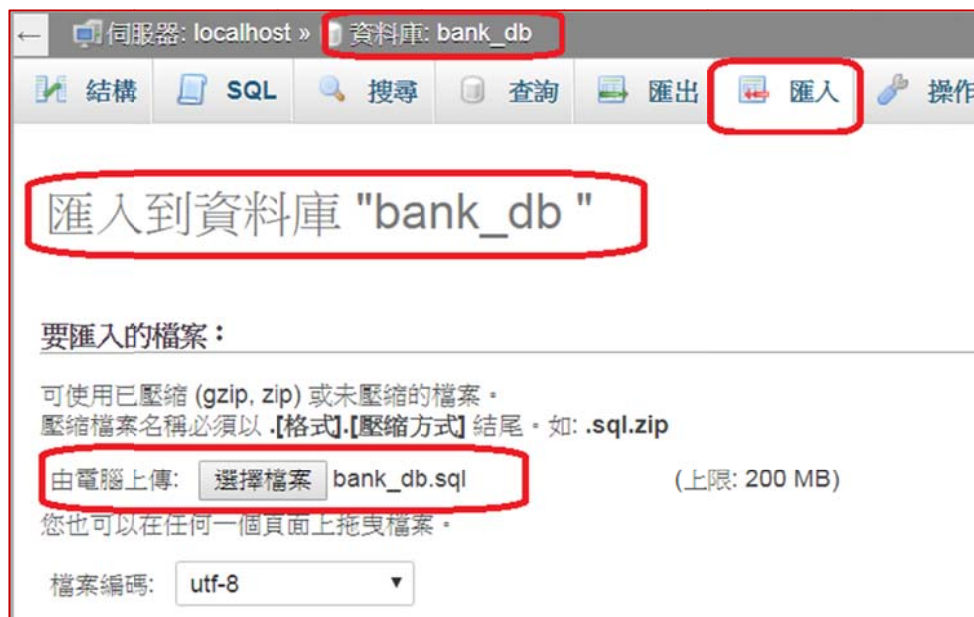 ← 伺服器: localhost » 資料庫: bank_db
結構 SQL 搜尋 查詢 匯出 匯入 操作
匯入到資料庫 "bank_db "
要匯入的檔案：
可使用已壓縮 (gzip, zip) 或未壓縮的檔案。
壓縮檔案名稱必須以 .[格式].[壓縮方式] 結尾。如: .sql.zip
由電腦上傳: 選擇檔案 bank_db.sql (上限: 200 MB)
您也可以在任何一個頁面上拖曳檔案。
檔案編碼: utf-8